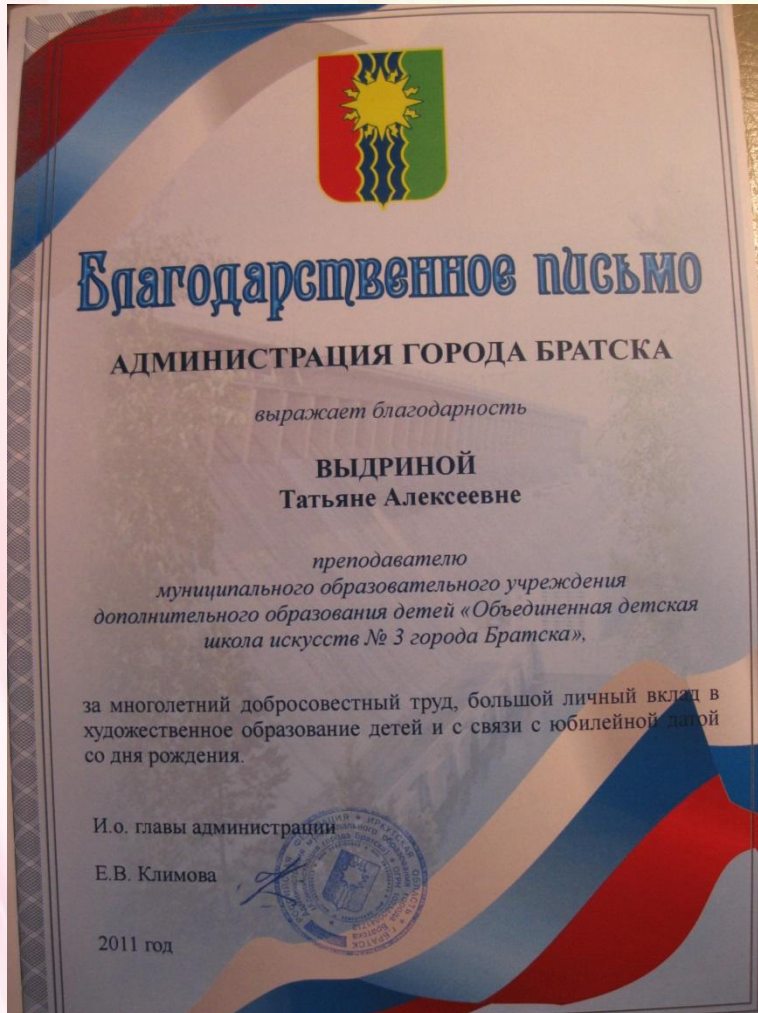 Благодарственное письмо
АДМИНИСТРАЦИЯ ГОРОДА БРАТСКА
выражает благодарность
ВЫДРИНОЙ
Татьяне Алексеевне
преподавателю
муниципального образовательного учреждения
дополнительного образования детей «Объединенная детская
школа искусств № 3 города Братска»,
за многолетний добросовестный труд, большой личный вклад в
художественное образование детей и с связи с юбилейной датой
со дня рождения.
И.о. главы администрации
Е.В. Климова
2011 год